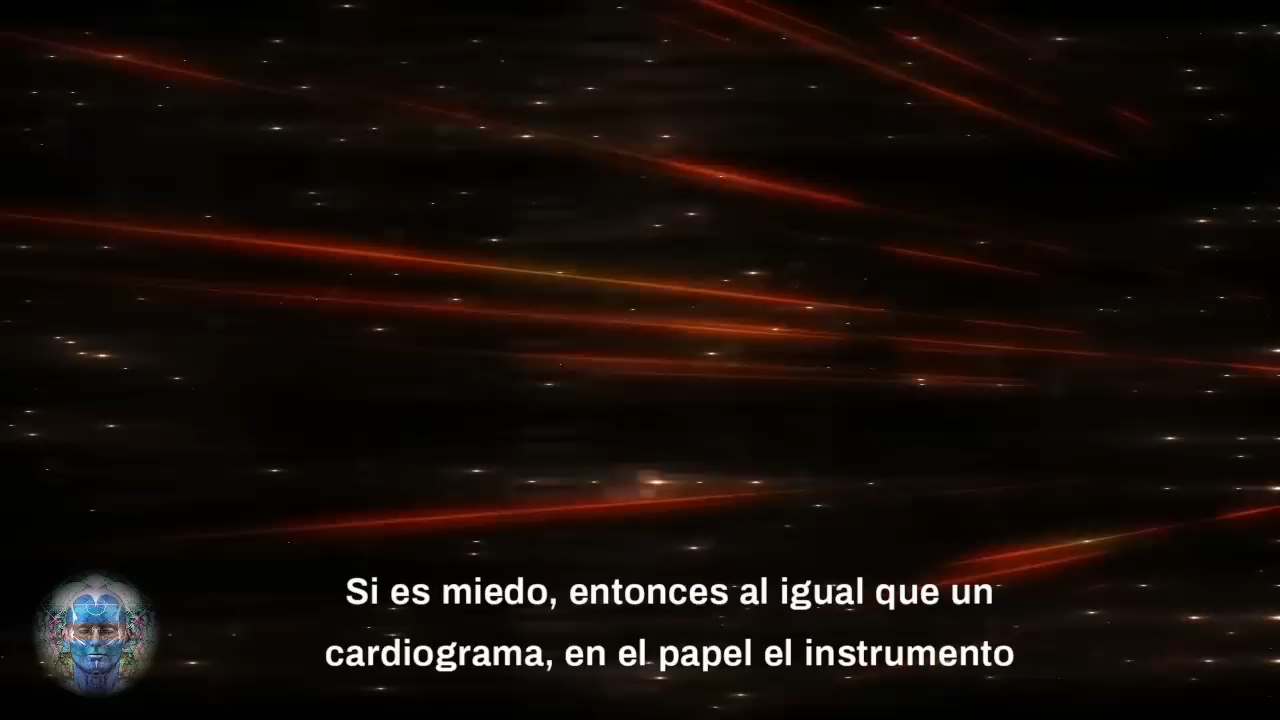 Si es miedo, entonces al igual que un
cardiograma, en el papel el instrumento